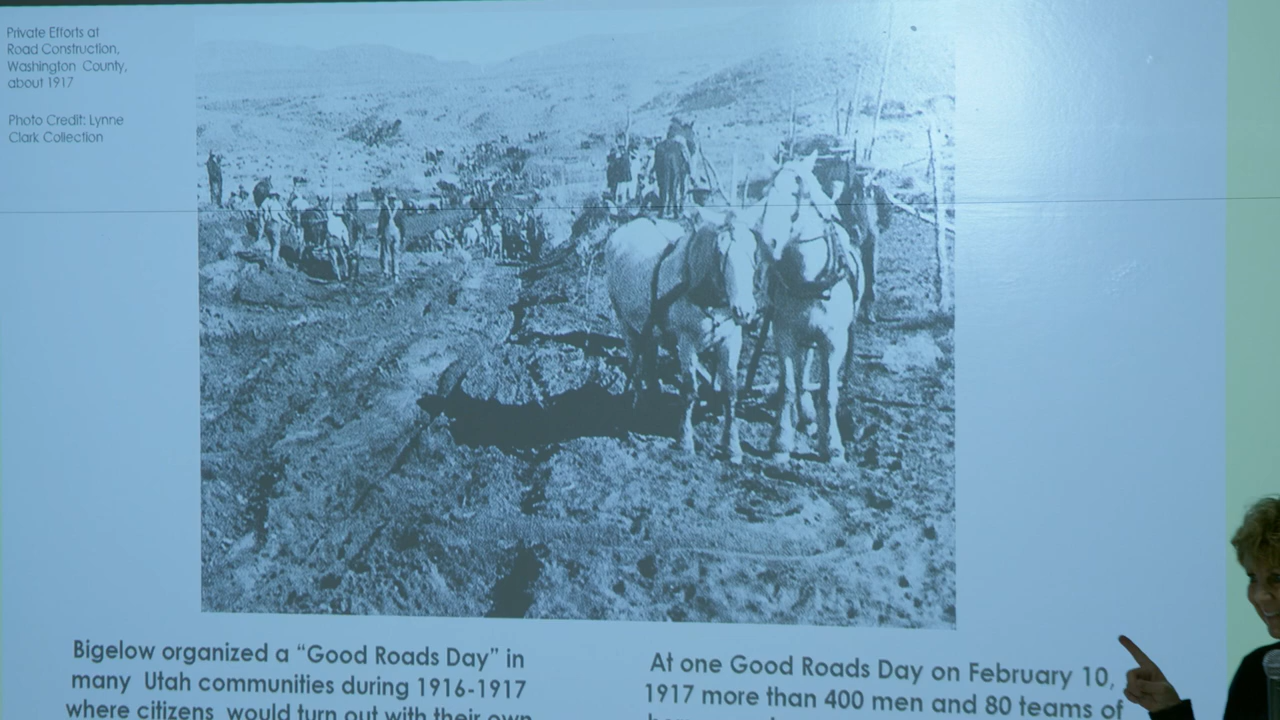 Private Efforts at
Road Construction,
Washington County,
about 1917
Photo Credit: Lynne
Clark Collection
Bigelow organized a “Good Roads Day” in
many Utah communities during 1916-1917
where citizens would turn out with their own
At one Good Roads Day on February 10,
1917 more than 400 men and 80 teams of